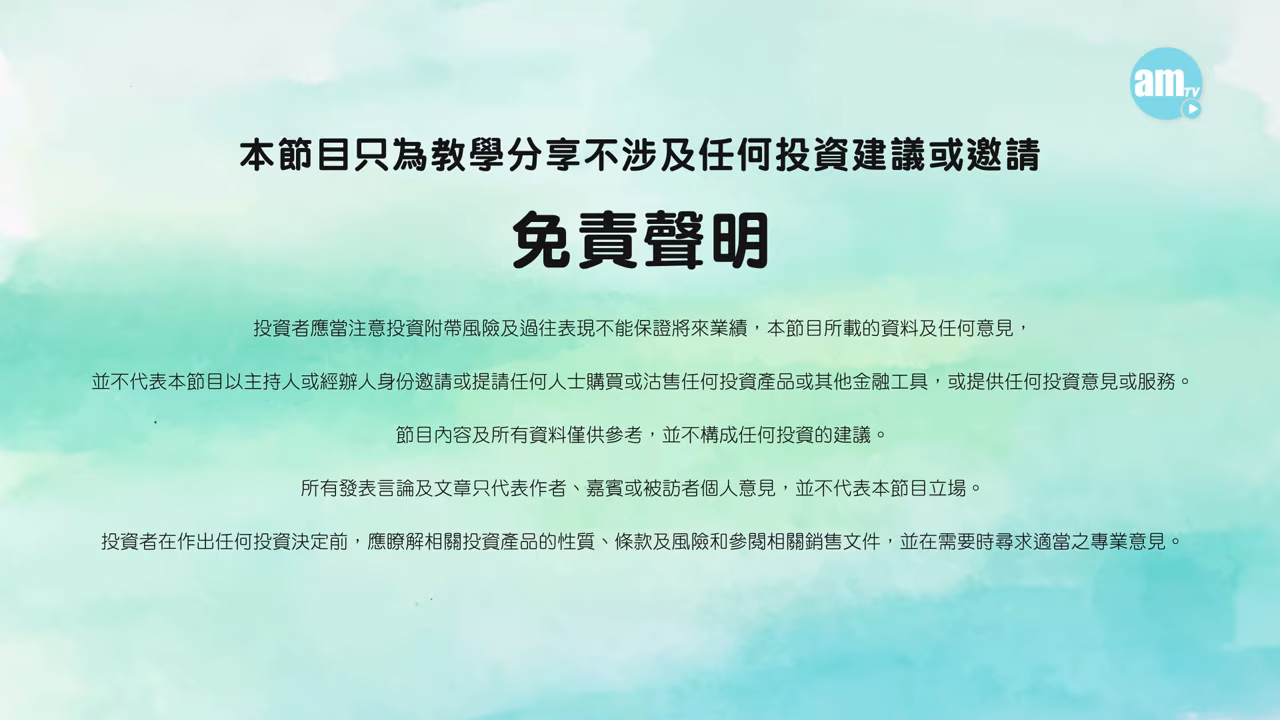 am TV
本節目只為教學分享不涉及任何投資建議或邀請
免責聲明
投資者應當注意投資附帶風險及過往表現不能保證將來業績，本節目所載的資料及任何意見，
並不代表本節目以主持人或經辦人身份邀請或提請任何人士購買或沽售任何投資產品或其他金融工具，或提供任何投資意見或服務。
節目內容及所有資料僅供參考，並不構成任何投資的建議。
所有發表言論及文章只代表作者、嘉賓或被訪者個人意見，並不代表本節目立場。
投資者在作出任何投資決定前，應瞭解相關投資產品的性質、條款及風險和參閱相關銷售文件，並在需要時尋求適當之專業意見。